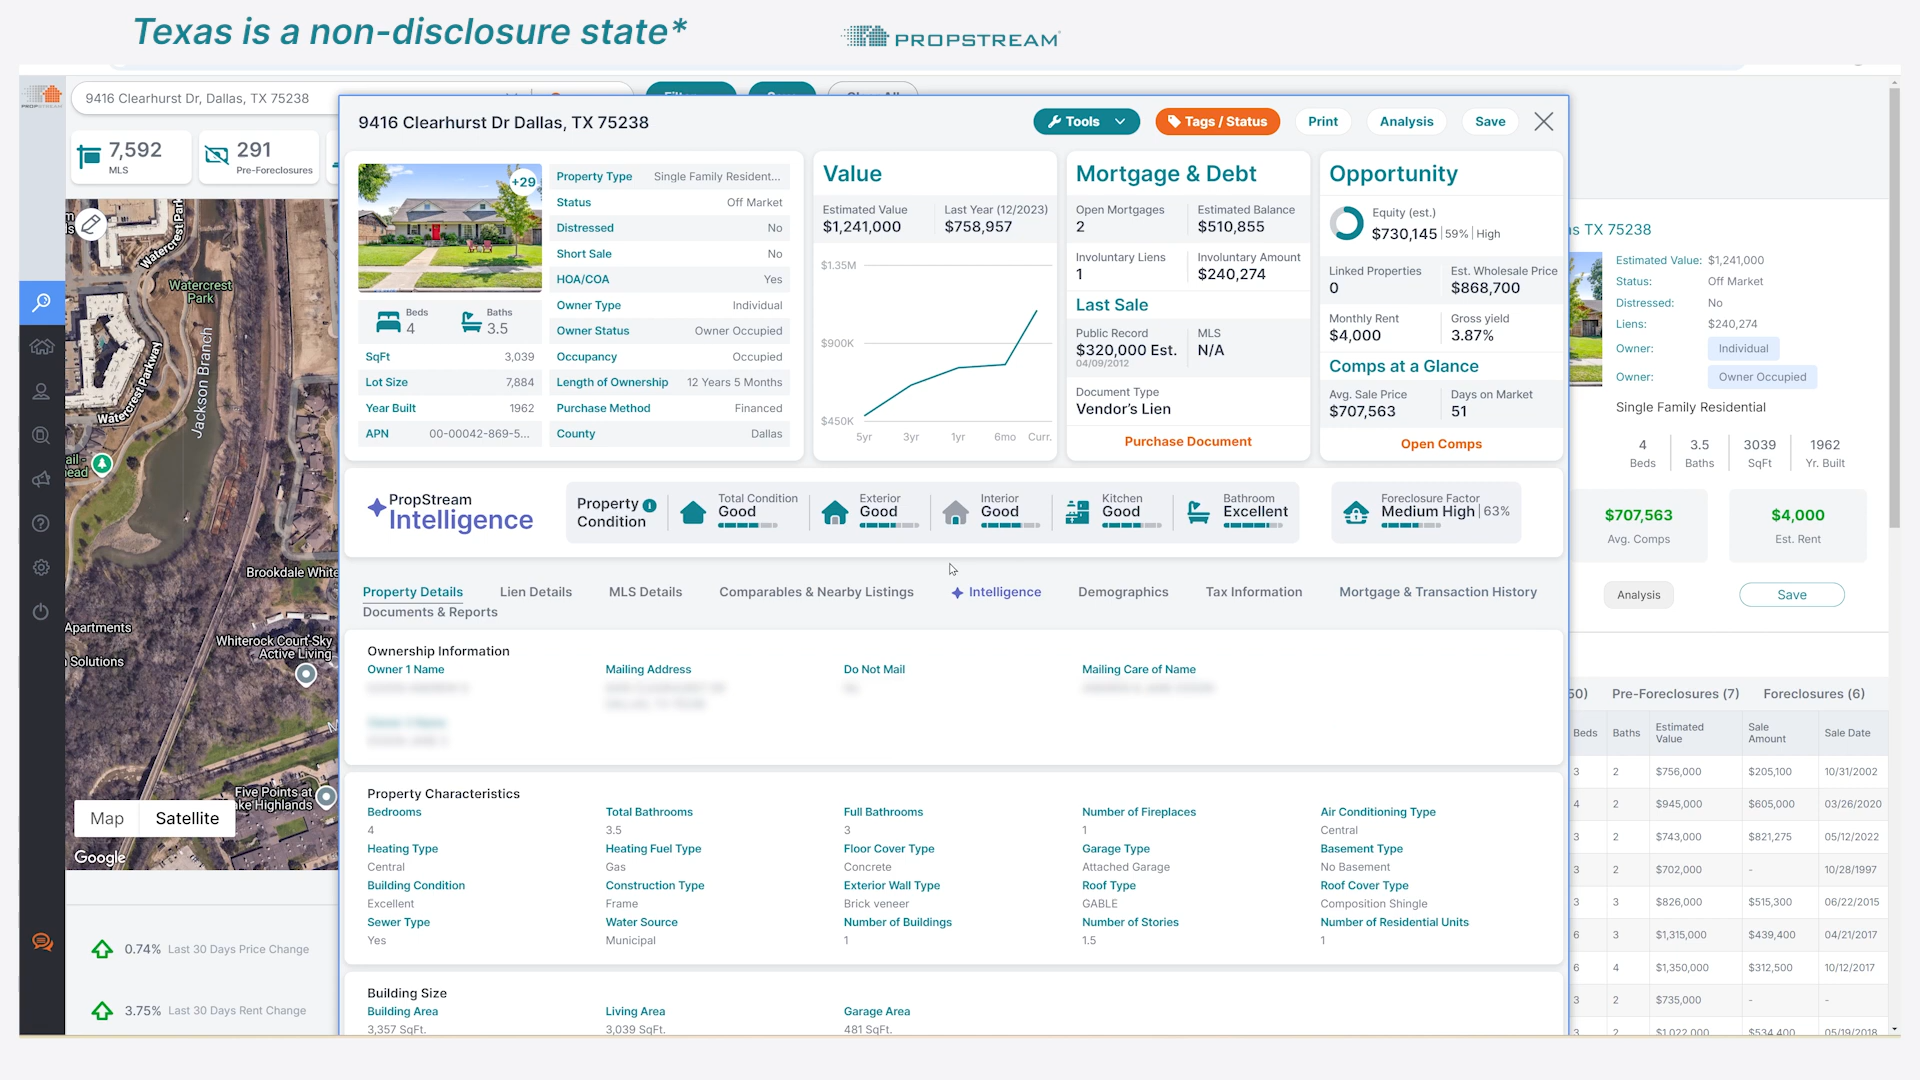 Texas is a non-disclosure state*
PROPSTREAM
9416 Clearhurst Dr, Dallas, TX 75238
7,592
MLS
291
Pre-Foreclosures
9416 Clearhurst Dr Dallas, TX 75238
Tools
Tags / Status
Print
Analysis
Save
+29
Beds
4
Baths
3.5
SqFt 3,039
Lot Size 7,884
Year Built 1962
APN 00-00042-869-5...
Property Type Single Family Resident...
Status Off Market
Distressed No
Short Sale No
HOA/COA Yes
Owner Type Individual
Owner Status Owner Occupied
Occupancy Occupied
Length of Ownership 12 Years 5 Months
Purchase Method Financed
County Dallas
Value
Estimated Value
$1,241,000
Last Year (12/2023)
$758,957
$1.35M
$900K
$450K
5yr 3yr 1yr 6mo Curr.
Mortgage & Debt
Open Mortgages
2
Estimated Balance
$510,855
Involuntary Liens
1
Involuntary Amount
$240,274
Last Sale
Public Record
$320,000 Est.
04/09/2012
MLS
N/A
Document Type
Vendor's Lien
Purchase Document
Opportunity
Equity (est.)
$730,145 | 59% | High
Linked Properties
0
Est. Wholesale Price
$868,700
Monthly Rent
$4,000
Gross yield
3.87%
Comps at a Glance
Avg. Sale Price
$707,563
Days on Market
51
Open Comps
PropStream
Intelligence
Property
Condition
Total Condition
Good
Exterior
Good
Interior
Good
Kitchen
Good
Bathroom
Excellent
Foreclosure Factor
Medium High | 63%
Property Details Lien Details MLS Details Comparables & Nearby Listings Intelligence Demographics Tax Information Mortgage & Transaction History
Documents & Reports
Ownership Information
Owner 1 Name Mailing Address Do Not Mail Mailing Care of Name
Property Characteristics
Bedrooms Total Bathrooms Full Bathrooms Number of Fireplaces Air Conditioning Type
4 3.5 3 1 Central
Heating Type Heating Fuel Type Floor Cover Type Garage Type Basement Type
Central Gas Concrete Attached Garage No Basement
Building Condition Construction Type Exterior Wall Type Roof Type Roof Cover Type
Excellent Frame Brick veneer GABLE Composition Shingle
Sewer Type Water Source Number of Buildings Number of Stories Number of Residential Units
Yes Municipal 1 1.5 1
Building Size
Building Area Living Area Garage Area
3,357 SqFt. 3,039 SqFt. 481 SqFt.
Watercrest Park
Watercrest
Park
Watercrest Parkway
Watercrest Parkway
Jackson Branch
Brookdale White
Apartments
Whiterock Court-Sky
Active Living
Solutions
Five Points at
ke Highlands
Map
Satellite
Google
0.74% Last 30 Days Price Change
3.75% Last 30 Days Rent Change
TX 75238
Estimated Value: $1,241,000
Status: Off Market
Distressed: No
Liens: $240,274
Owner: Individual
Owner: Owner Occupied
Single Family Residential
4 3.5 3039 1962
Beds Baths SqFt Yr. Built
$707,563
Avg. Comps
$4,000
Est. Rent
Analysis
Save
50) Pre-Foreclosures (7) Foreclosures (6)
Beds Baths Estimated Value Sale Amount Sale Date
3 2 $756,000 $205,100 10/31/2002
4 2 $945,000 $605,000 03/26/2020
3 2 $743,000 $821,275 05/12/2022
3 2 $702,000 - 10/28/1997
3 3 $826,000 $515,300 06/22/2015
6 3 $1,315,000 $439,400 04/21/2017
6 4 $1,350,000 $312,500 10/12/2017
3 2 $735,000 - -
3 2 $1,022,000 $534,400 05/19/2018